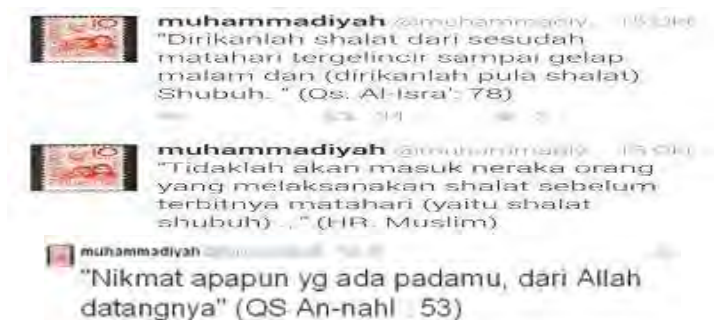 muhammadiyah
"Dirikanlah shalat dari sesudah
matahari tergelincir sampai gelap
malam dan (dirikanlah pula shalat)
Shubuh. " (Qs. Al-Isra': 78)
muhammadiyah
"Tidaklah akan masuk neraka orang
yang melaksanakan shalat sebelum
terbitnya matahari (yaitu shalat
shubuh) ..." (HR. Muslim)
muhammadiyah
"Nikmat apapun yg ada padamu, dari Allah
datangnya" (QS An-nahl : 53)